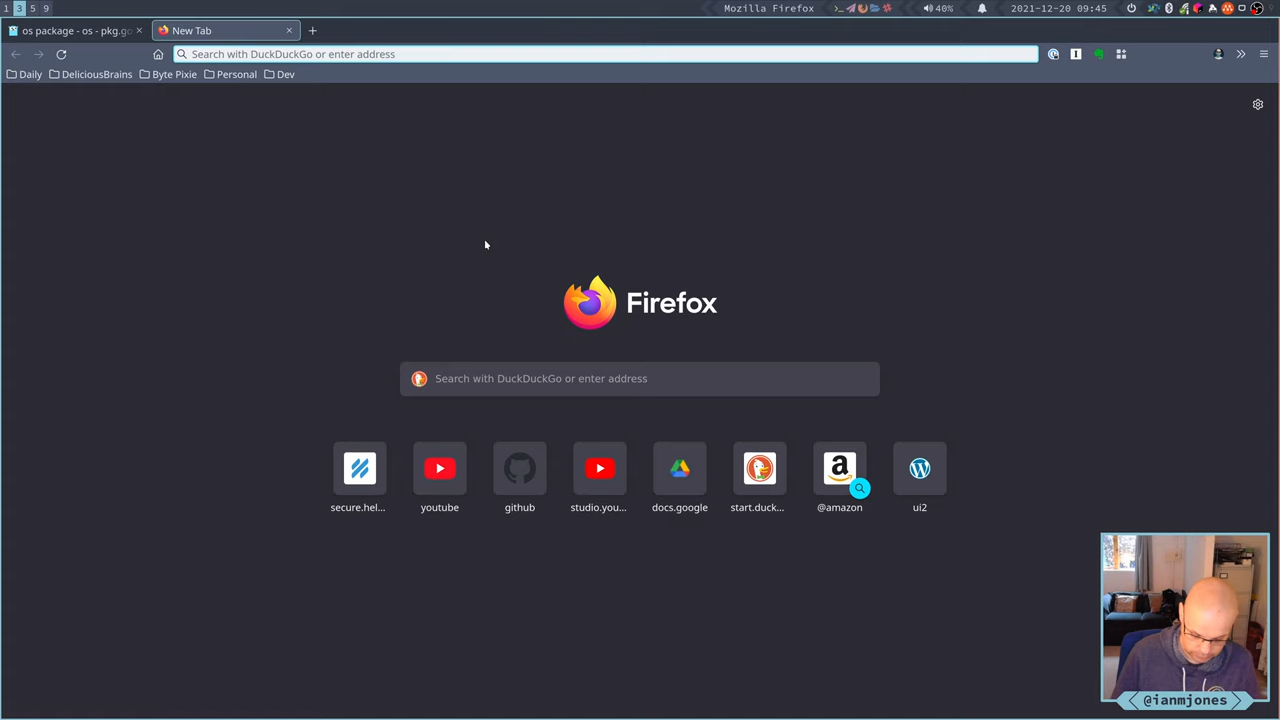 1 3 5 9
Mozilla Firefox
40%
2021-12-20 09:45
os package - os - pkg.go
New Tab
Search with DuckDuckGo or enter address
Daily
DeliciousBrains
Byte Pixie
Personal
Dev
Firefox
Search with DuckDuckGo or enter address
secure.hel...
youtube
github
studio.you...
docs.google
start.duck...
@amazon
ui2
@ianmjones